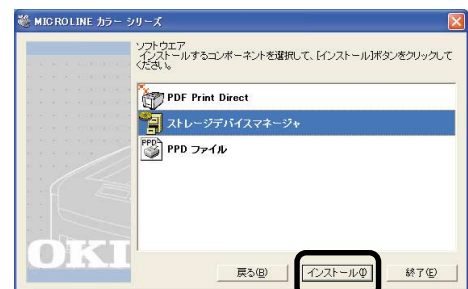 MICROLINE カラー シリーズ
ソフトウエア
インストールするコンポーネントを選択して、[インストール]ボタンをクリックして
ください。
PDF Print Direct
ストレージデバイスマネージャ
PPD
PPD ファイル
OKI
戻る(B)
インストール(I)
終了(E)